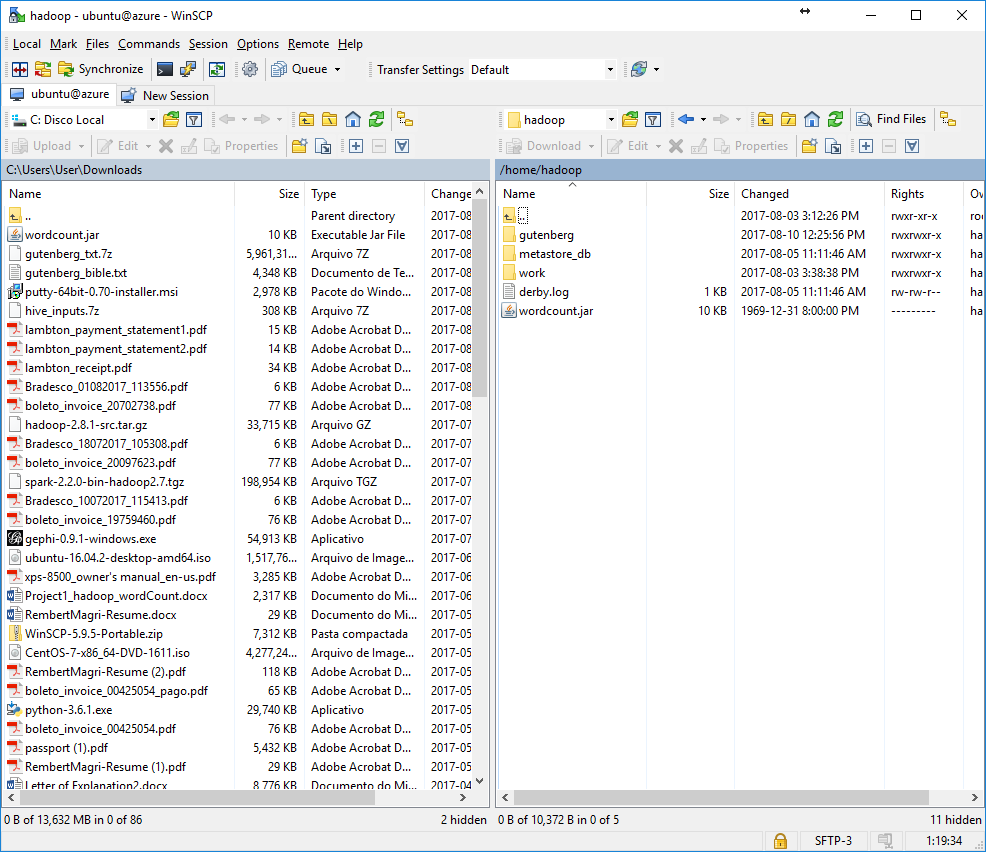 hadoop - ubuntu@azure - WinSCP
Local Mark Files Commands Session Options Remote Help
Synchronize Queue Transfer Settings Default
ubuntu@azure New Session
C: Disco Local hadoop Find Files
Upload Edit Properties Download Edit Properties
C:\Users\User\Downloads /home/hadoop
Name Size Type Change Name Size Changed Rights Ow
.. Parent directory 2017-08 .. 2017-08-03 3:12:26 PM rwxr-xr-x roo
wordcount.jar 10 KB Executable Jar File 2017-08 gutenberg 2017-08-10 12:25:56 PM rwxrwxr-x ha
gutenberg_txt.7z 5,961,31... Arquivo 7Z 2017-08 metastore_db 2017-08-05 11:11:46 AM rwxrwxr-x ha
gutenberg_bible.txt 4,348 KB Documento de Te... 2017-08 work 2017-08-03 3:38:38 PM rwxrwxr-x ha
putty-64bit-0.70-installer.msi 2,978 KB Pacote do Windo... 2017-08 derby.log 1 KB 2017-08-05 11:11:46 AM rw-rw-r-- ha
hive_inputs.7z 308 KB Arquivo 7Z 2017-08 wordcount.jar 10 KB 1969-12-31 8:00:00 PM --------- ha
lambton_payment_statement1.pdf 15 KB Adobe Acrobat D... 2017-08
lambton_payment_statement2.pdf 14 KB Adobe Acrobat D... 2017-08
lambton_receipt.pdf 34 KB Adobe Acrobat D... 2017-08
Bradesco_01082017_113556.pdf 6 KB Adobe Acrobat D... 2017-08
boleto_invoice_20702738.pdf 77 KB Adobe Acrobat D... 2017-08
hadoop-2.8.1-src.tar.gz 33,715 KB Arquivo GZ 2017-07
Bradesco_18072017_105308.pdf 6 KB Adobe Acrobat D... 2017-07
boleto_invoice_20097623.pdf 77 KB Adobe Acrobat D... 2017-07
spark-2.2.0-bin-hadoop2.7.tgz 198,954 KB Arquivo TGZ 2017-07
Bradesco_10072017_115413.pdf 6 KB Adobe Acrobat D... 2017-07
boleto_invoice_19759460.pdf 76 KB Adobe Acrobat D... 2017-07
gephi-0.9.1-windows.exe 54,913 KB Aplicativo 2017-07
ubuntu-16.04.2-desktop-amd64.iso 1,517,76... Arquivo de Image... 2017-06
xps-8500_owner's manual_en-us.pdf 3,285 KB Adobe Acrobat D... 2017-06
Project1_hadoop_wordCount.docx 2,317 KB Documento do Mi... 2017-06
RembertMagri-Resume.docx 29 KB Documento do Mi... 2017-05
WinSCP-5.9.5-Portable.zip 7,312 KB Pasta compactada 2017-05
CentOS-7-x86_64-DVD-1611.iso 4,277,24... Arquivo de Image... 2017-05
RembertMagri-Resume (2).pdf 118 KB Adobe Acrobat D... 2017-05
boleto_invoice_00425054_pago.pdf 65 KB Adobe Acrobat D... 2017-05
python-3.6.1.exe 29,740 KB Aplicativo 2017-05
boleto_invoice_00425054.pdf 76 KB Adobe Acrobat D... 2017-05
passport (1).pdf 5,432 KB Adobe Acrobat D... 2017-05
RembertMagri-Resume (1).pdf 29 KB Adobe Acrobat D... 2017-05
Letter of Explanation2.docx 8,776 KB Documento do Mi... 2017-04
0 B of 13,632 MB in 0 of 86 2 hidden 0 B of 10,372 B in 0 of 5 11 hidden
SFTP-3 1:19:34